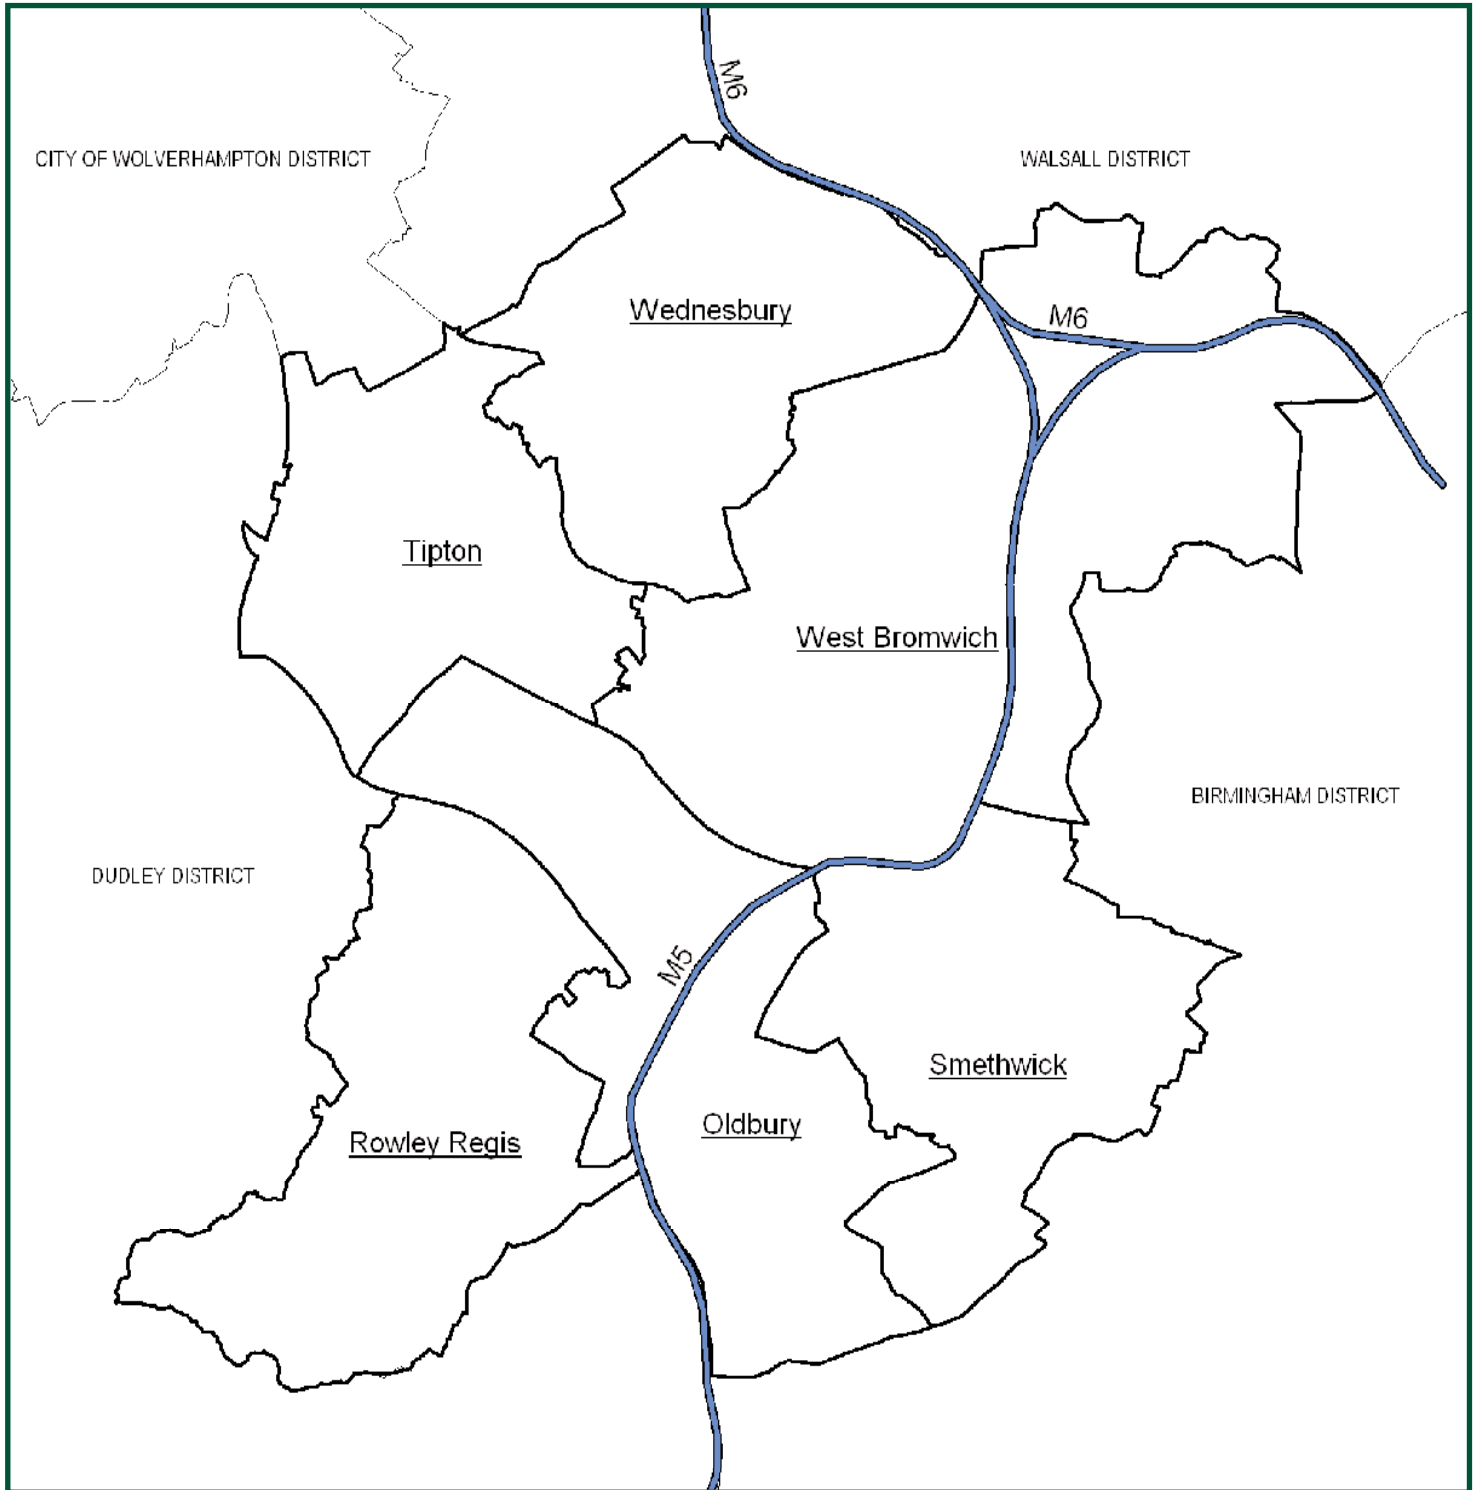 M6
CITY OF WOLVERHAMPTON DISTRICT
WALSALL DISTRICT
Wednesbury
M6
Tipton
West Bromwich
BIRMINGHAM DISTRICT
DUDLEY DISTRICT
M5
Smethwick
Oldbury
Rowley Regis